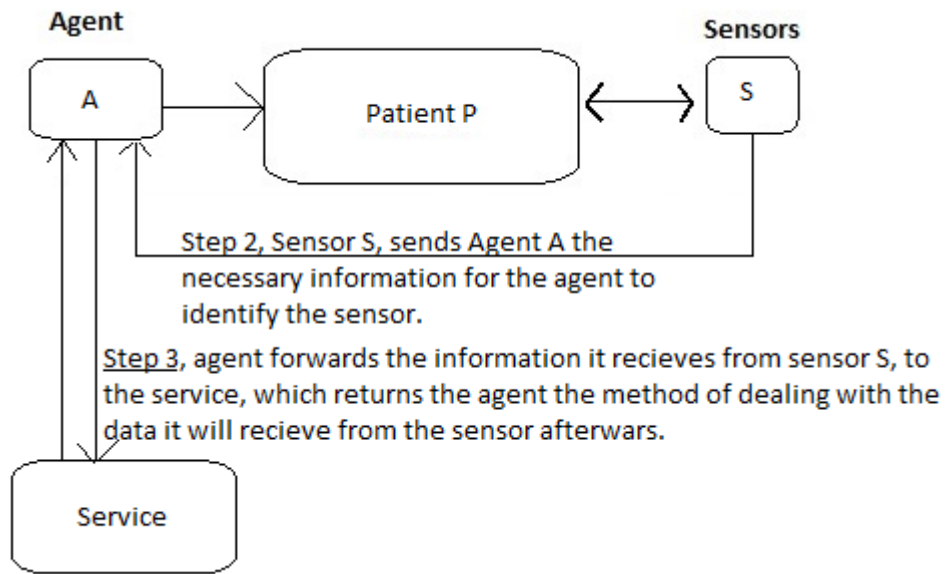 Agent
Sensors
A
Patient P
S
Step 2, Sensor S, sends Agent A the
necessary information for the agent to
identify the sensor.
Step 3, agent forwards the information it recieves from sensor S, to
the service, which returns the agent the method of dealing with the
data it will recieve from the sensor afterwars.
Service